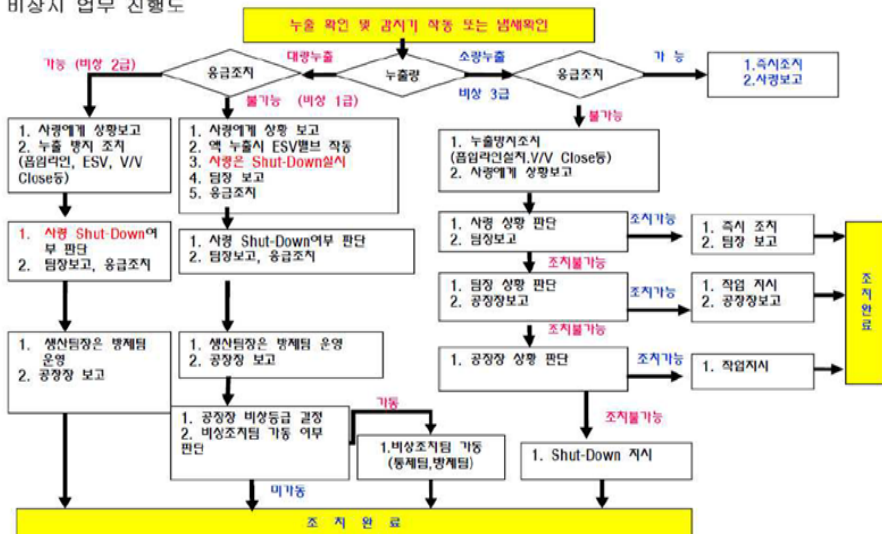 비상시 업무 진행도
누출 확인 및 감지기 작동 또는 냄새확인
가능 (비상 2급)
응급조치
대량누출
누출량
소량누출
비상 3급
응급조치
가 능
1.즉시조치
2.사령보고
불가능 (비상 1급)
불가능
1. 사령에게 상황보고
2. 누출 방지 조치
(흡입라인, ESV, V/V
Close등)
1. 사령에게 상황 보고
2. 액 누출시 ESV밸브 작동
3. 사령은 Shut-Down실시
4. 팀장 보고
5. 응급조치
1. 누출방지조치
(흡입라인설치,V/V Close등)
2. 사령에게 상황보고
1. 사령 Shut-Down여
부 판단
2. 팀장보고, 응급조치
1. 사령 Shut-Down여부 판단
2. 팀장보고, 응급조치
1. 사령 상황 판단
2. 팀장보고
조치가능
1. 즉시 조치
2. 팀장 보고
조치불가능
1. 팀장 상황 판단
2. 공장장보고
조치가능
1. 작업 지시
2. 공장장보고
조치불가능
1. 공장장 상황 판단
조치가능
1. 작업지시
조치완료
1. 생산팀장은 방제팀
운영
2. 공장장 보고
1. 생산팀장은 방제팀 운영
2. 공장장 보고
1. 공장장 비상등급 결정
2. 비상조치팀 가동 여부
판단
가동
1.비상조치팀 가동
(통제팀,방제팀)
미가동
조치불가능
1. Shut-Down 지시
조 치 완 료